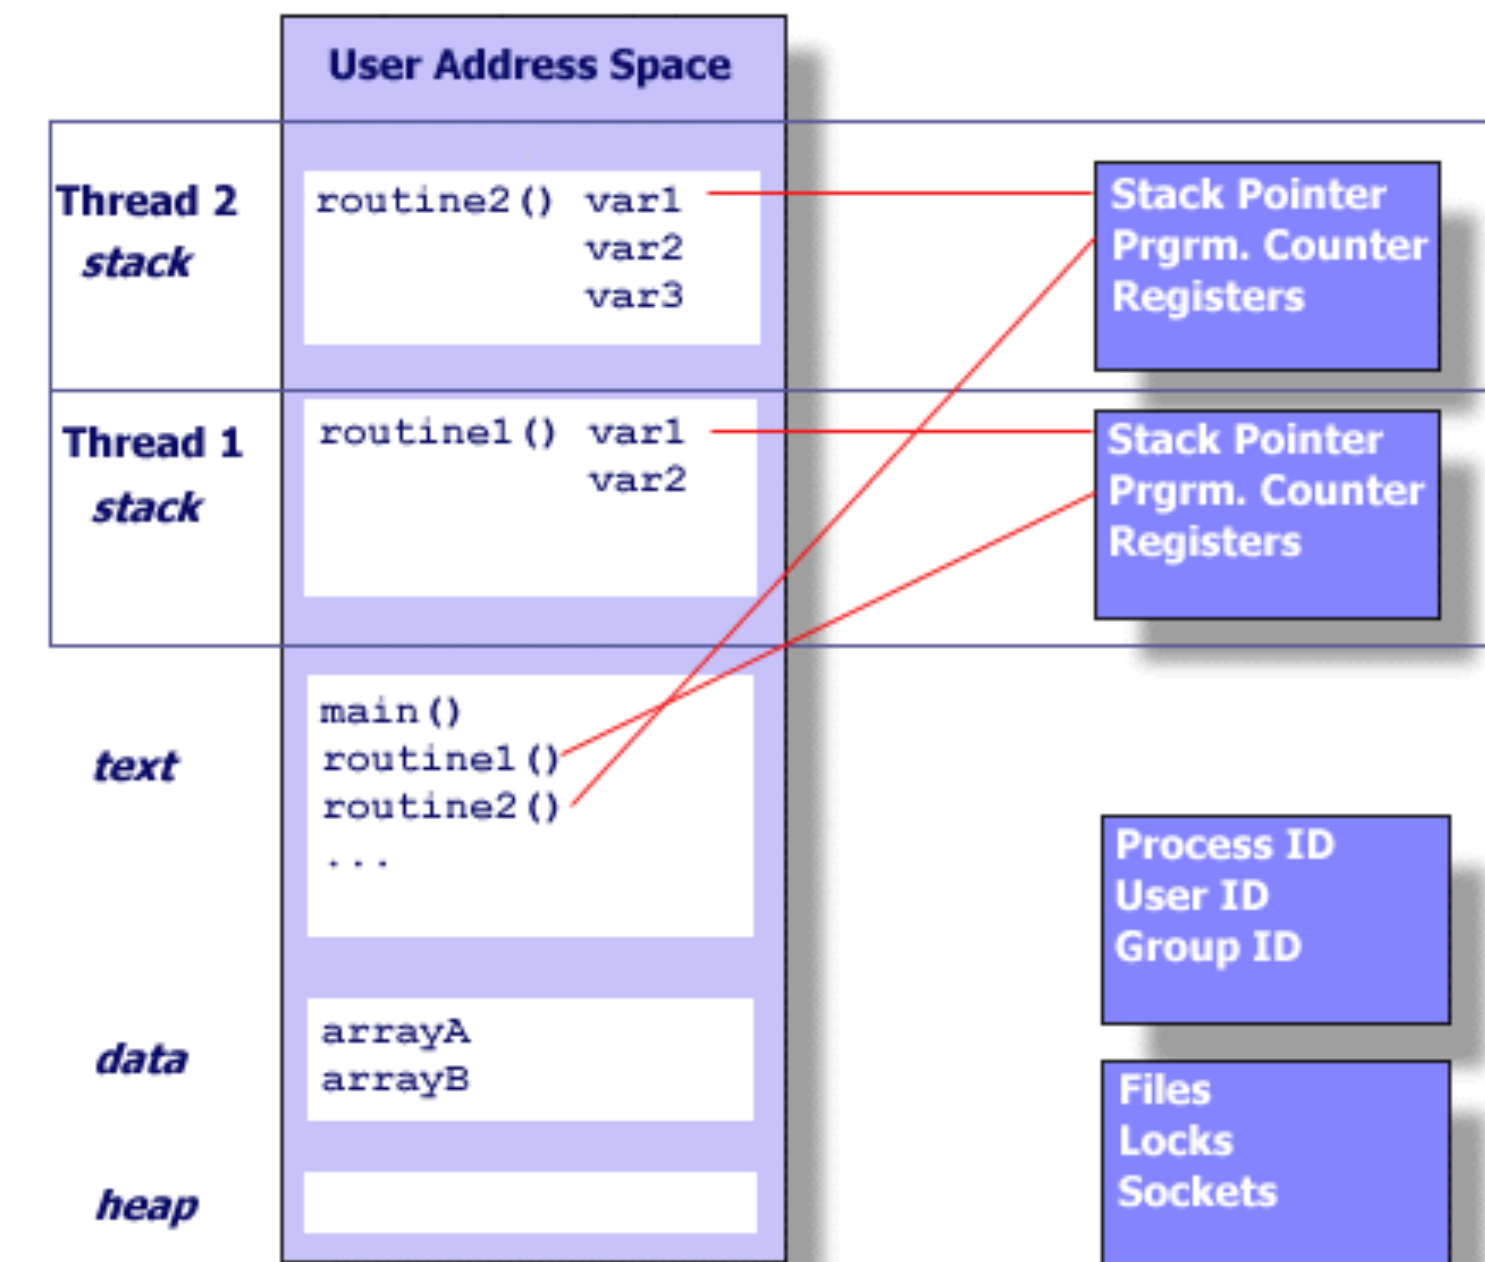 User Address Space
Thread 2
stack
routine2() var1
var2
var3
Stack Pointer
Prgrm. Counter
Registers
Thread 1
stack
routine1() var1
var2
Stack Pointer
Prgrm. Counter
Registers
text
main()
routine1()
routine2()
...
Process ID
User ID
Group ID
data
arrayA
arrayB
Files
Locks
Sockets
heap